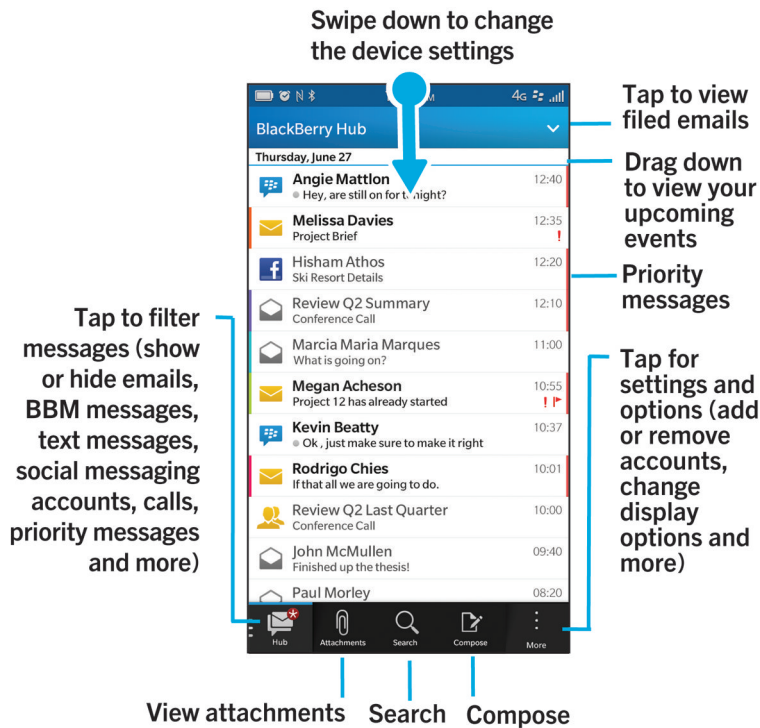 Swipe down to change
the device settings
4G
BlackBerry Hub
Tap to view
filed emails
Thursday, June 27
Drag down
to view your
upcoming
events
Angie Mattlon 12:40
Hey, are still on for
Melissa Davies 12:35
Project Brief !
Hisham Athos 12:20
Ski Resort Details
Priority
messages
Review Q2 Summary 12:10
Conference Call
Marcia Maria Marques 11:00
What is going on?
Megan Acheson 10:55
Project 12 has already started !
Kevin Beatty 10:37
Ok , just make sure to make it right
Rodrigo Chies 10:01
If that all we are going to do.
Review Q2 Last Quarter 10:00
Conference Call
John McMullen 09:40
Finished up the thesis!
Paul Morley 08:20
Tap to filter
messages (show
or hide emails,
BBM messages,
text messages,
social messaging
accounts, calls,
priority messages
and more)
Tap for
settings and
options (add
or remove
accounts,
change
display
options and
more)
Hub Attachments Search Compose More
View attachments Search Compose